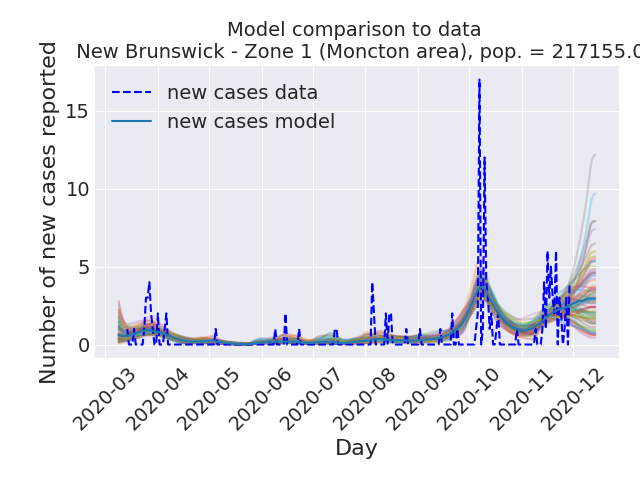 Model comparison to data
New Brunswick - Zone 1 (Moncton area), pop. = 217155.0
new cases data
new cases model
Number of new cases reported
15
10
5
0
2020-03
2020-04
2020-05
2020-06
2020-07
2020-08
2020-09
2020-10
2020-11
2020-12
Day